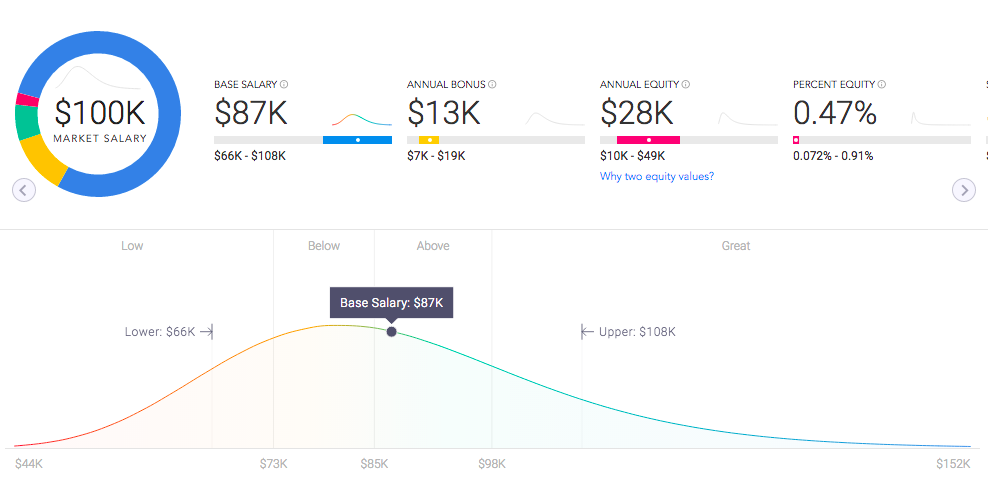 $100K
MARKET SALARY
BASE SALARY
$87K
$66K - $108K
ANNUAL BONUS
$13K
$7K - $19K
ANNUAL EQUITY
$28K
$10K - $49K
Why two equity values?
PERCENT EQUITY
0.47%
0.072% - 0.91%
Low Below Above Great
Base Salary: $87K
Lower: $66K
Upper: $108K
$44K $73K $85K $98K $152K